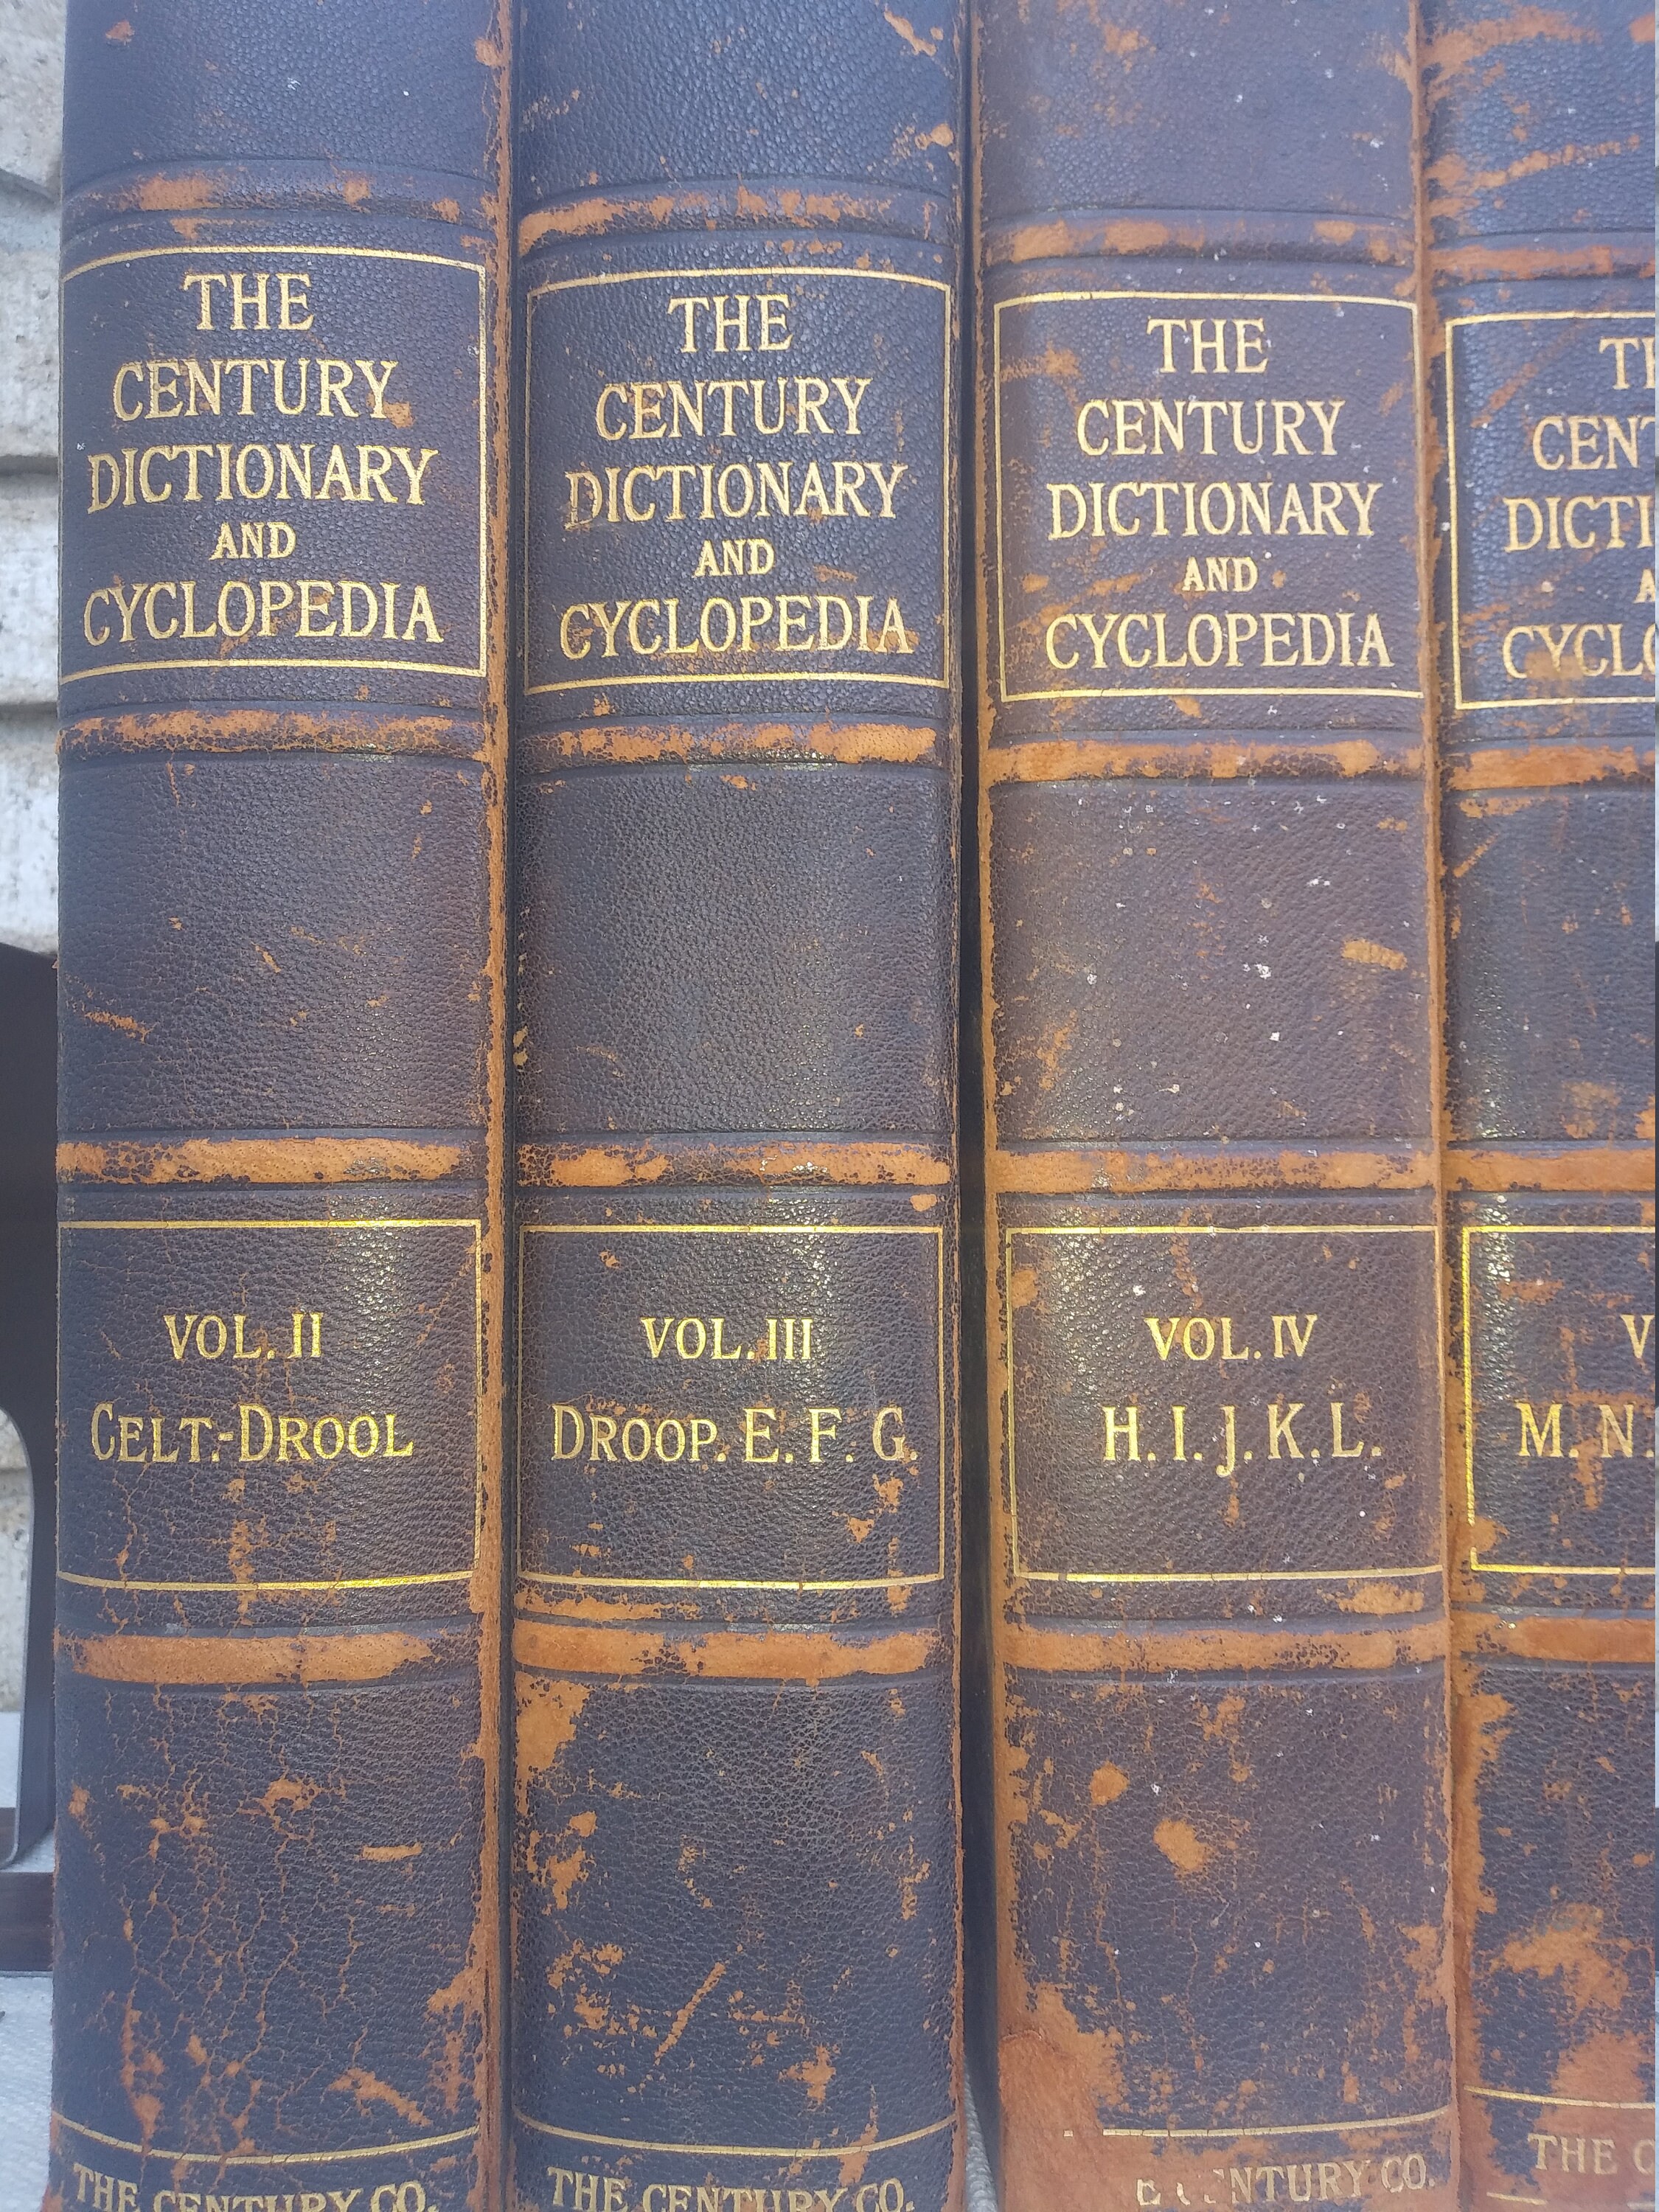 THE
CENTURY
DICTIONARY
AND
CYCLOPEDIA
VOL. II
CELT.-DROOL
THE CENTURY CO.
THE
CENTURY
DICTIONARY
AND
CYCLOPEDIA
VOL. III
DROOP. E. F. G.
THE CENTURY CO.
THE
CENTURY
DICTIONARY
AND
CYCLOPEDIA
VOL. IV
H. I. J. K. L.
CENTURY CO.
M. N.
THE